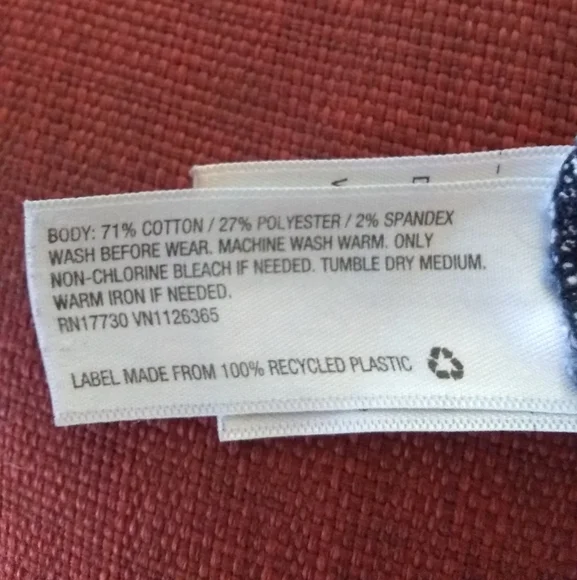 BODY: 71% COTTON / 27% POLYESTER / 2% SPANDEX
WASH BEFORE WEAR. MACHINE WASH WARM. ONLY
NON-CHLORINE BLEACH IF NEEDED. TUMBLE DRY MEDIUM.
WARM IRON IF NEEDED.
RN17730 VN1126365
LABEL MADE FROM 100% RECYCLED PLASTIC